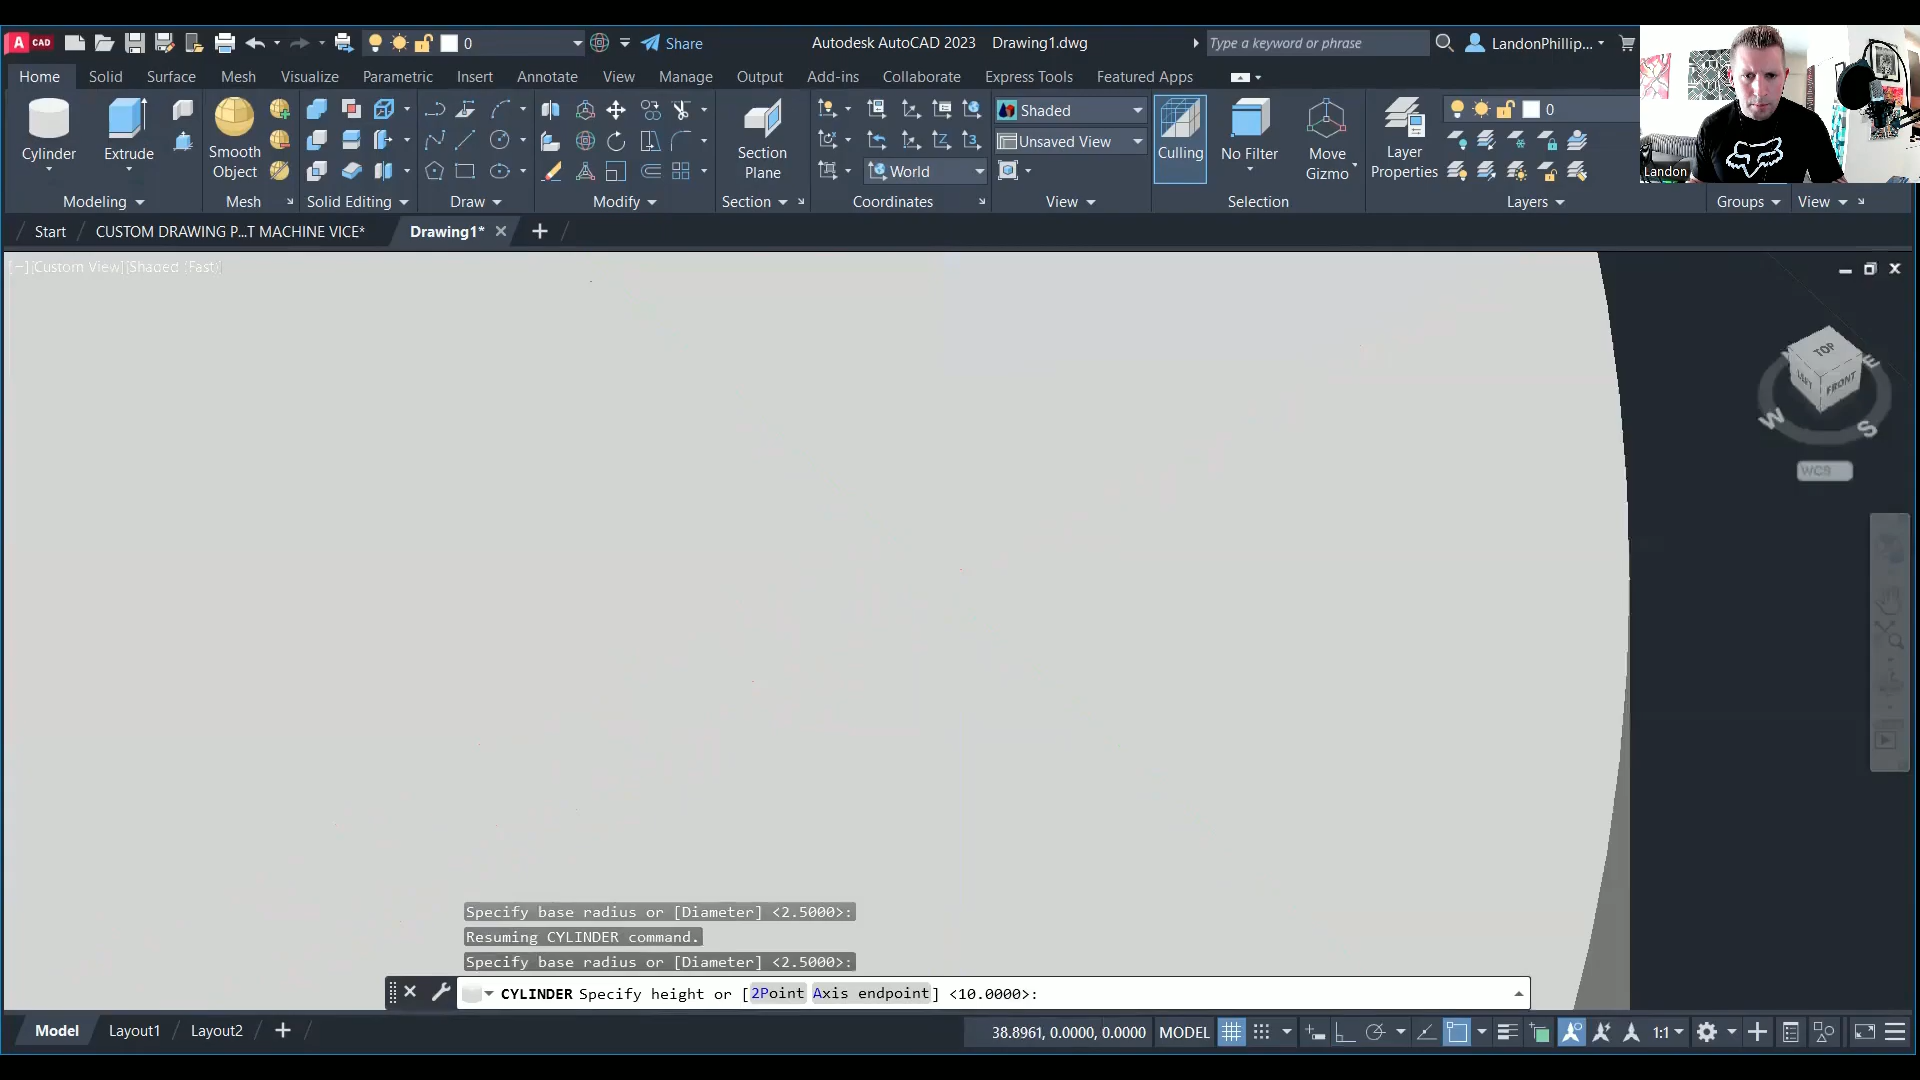 A CAD
0
Share
Autodesk AutoCAD 2023 Drawing1.dwg
Type a keyword or phrase
LandonPhillip...
Home Solid Surface Mesh Visualize Parametric Insert Annotate View Manage Output Add-ins Collaborate Express Tools Featured Apps
Cylinder
Extrude
Smooth
Object
Section
Plane
Shaded
Unsaved View
World
Culling
No Filter
Move
Gizmo
Layer
Properties
0
Landon
Modeling Mesh Solid Editing Draw Modify Section Coordinates View Selection Layers Groups View
Start CUSTOM DRAWING P...T MACHINE VICE* Drawing1*
[−][Custom View][Shaded (Fast)]
TOP
LEFT
FRONT
E
W
S
WCS
Specify base radius or [Diameter] <2.5000>:
Resuming CYLINDER command.
Specify base radius or [Diameter] <2.5000>:
CYLINDER Specify height or [2Point Axis endpoint] <10.0000>:
Model Layout1 Layout2
38.8961, 0.0000, 0.0000 MODEL 1:1